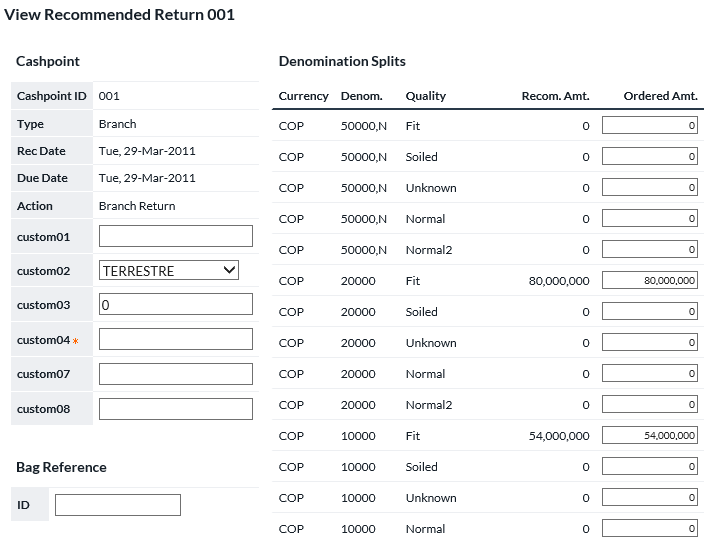 View Recommended Return 001
Cashpoint
Cashpoint ID 001
Type Branch
Rec Date Tue, 29-Mar-2011
Due Date Tue, 29-Mar-2011
Action Branch Return
custom01
custom02 TERRESTRE
custom03 0
custom04 *
custom07
custom08
Bag Reference
ID
Denomination Splits
Currency Denom. Quality Recom. Amt. Ordered Amt.
COP 50000,N Fit 0 0
COP 50000,N Soiled 0 0
COP 50000,N Unknown 0 0
COP 50000,N Normal 0 0
COP 50000,N Normal2 0 0
COP 20000 Fit 80,000,000 80,000,000
COP 20000 Soiled 0 0
COP 20000 Unknown 0 0
COP 20000 Normal 0 0
COP 20000 Normal2 0 0
COP 10000 Fit 54,000,000 54,000,000
COP 10000 Soiled 0 0
COP 10000 Unknown 0 0
COP 10000 Normal 0 0